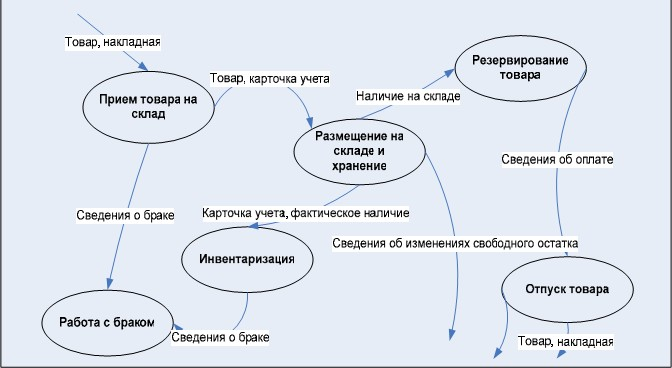 Товар, накладная
Прием товара на
склад
Товар, карточка учета
Резервирование
товара
Наличие на складе
Размещение на
складе и
хранение
Сведения об оплате
Сведения о браке
Карточка учета, фактическое наличие
Сведения об изменениях свободного остатка
Инвентаризация
Отпуск товара
Работа с браком
Сведения о браке
Товар, накладная